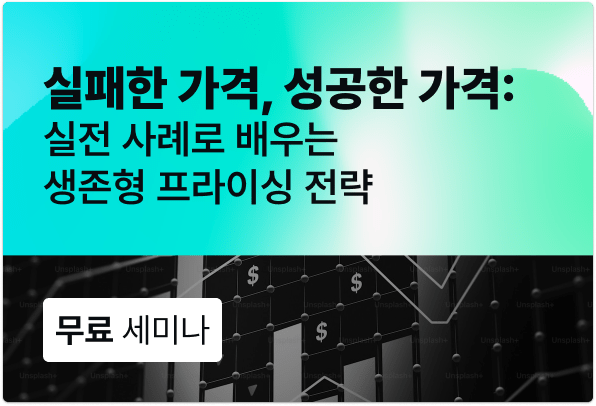 실패한 가격, 성공한 가격:
실전 사례로 배우는
생존형 프라이싱 전략
$
$
$
무료 세미나